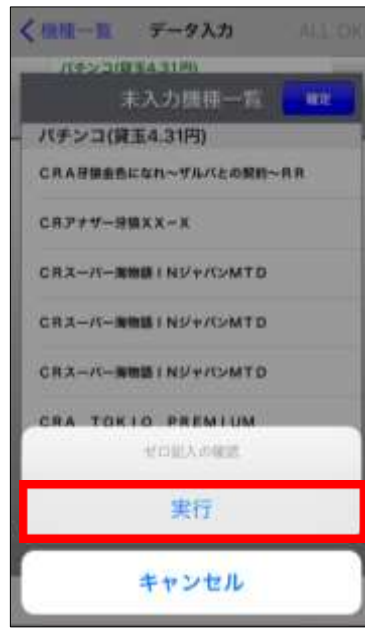 機種一覧 データ入力 ALL OK
パチンコ(貸玉4.31円)
未入力機種一覧 確定
パチンコ(貸玉4.31円)
CRA牙狼金色になれ〜ザルバとの契約〜RR
CRアナザー牙狼XX−X
CRスーパー海物語INジャパンMTD
CRスーパー海物語INジャパンMTD
CRスーパー海物語INジャパンMTD
CRA TOKIO PREMIUM
ゼロ記入の確認
実行
キャンセル